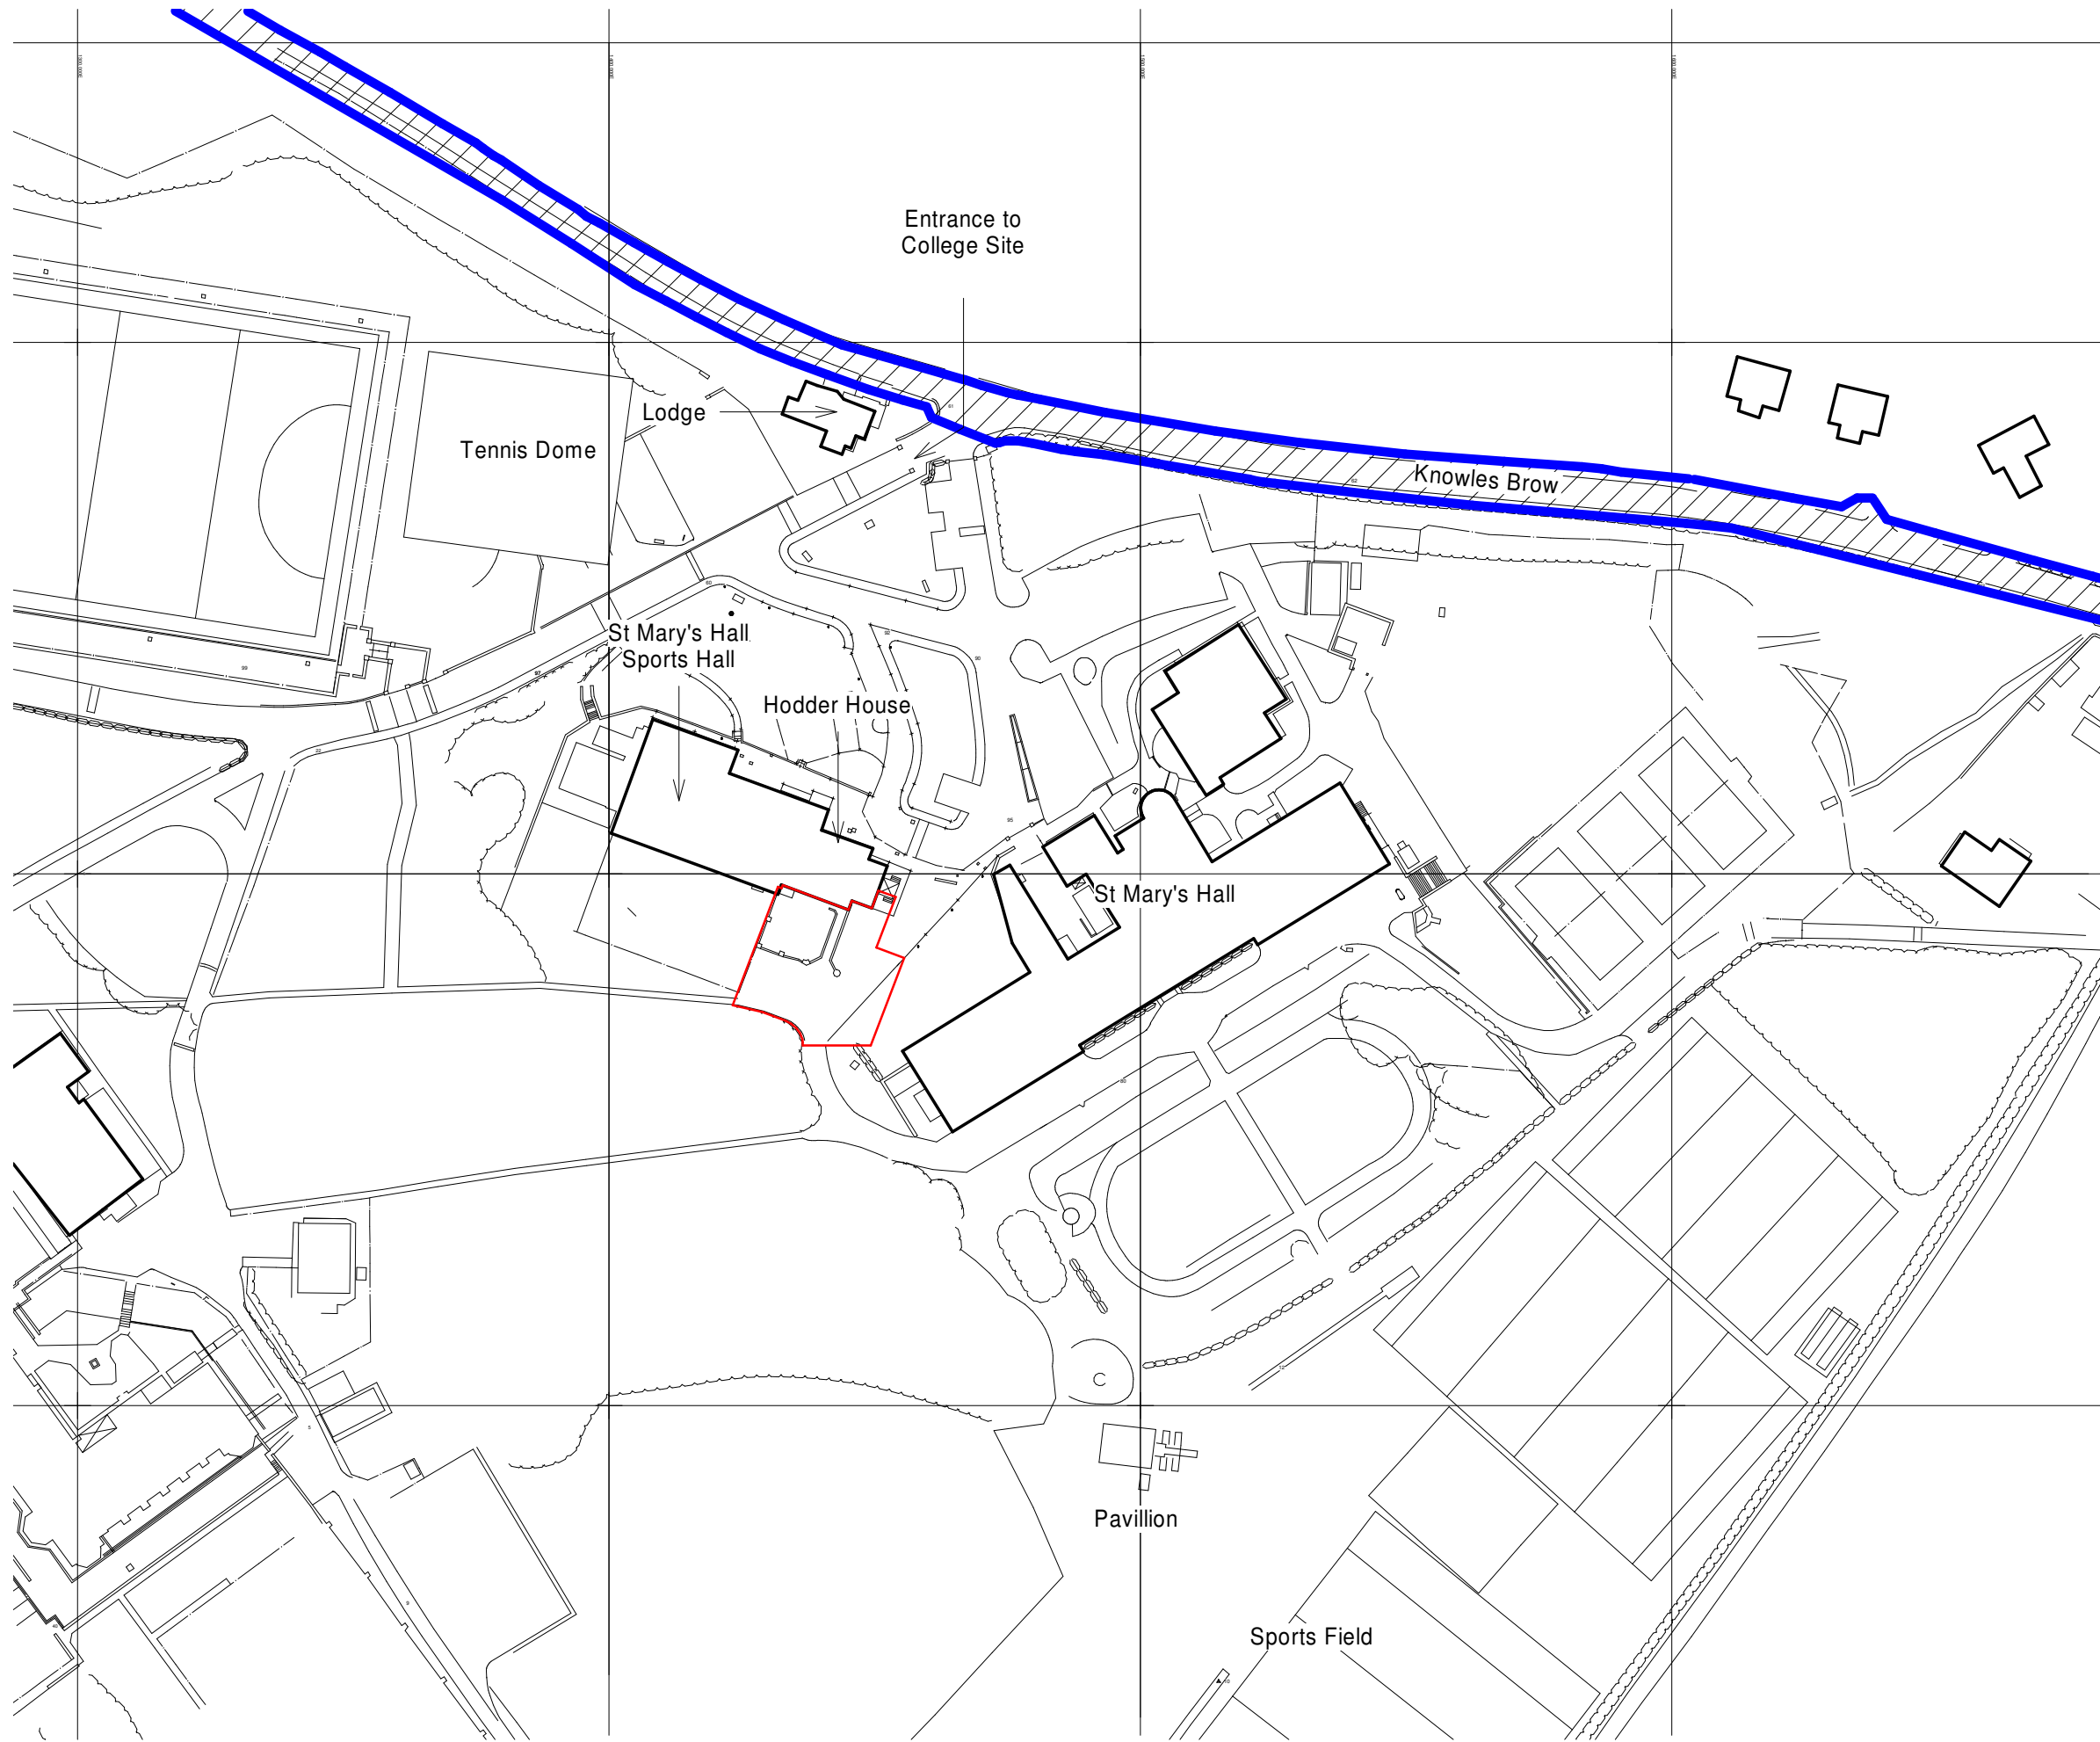 Entrance to
College Site
Lodge
Tennis Dome
Knowles Brow
St Mary's Hall
Sports Hall
Hodder House
St Mary's Hall
Pavillion
Sports Field